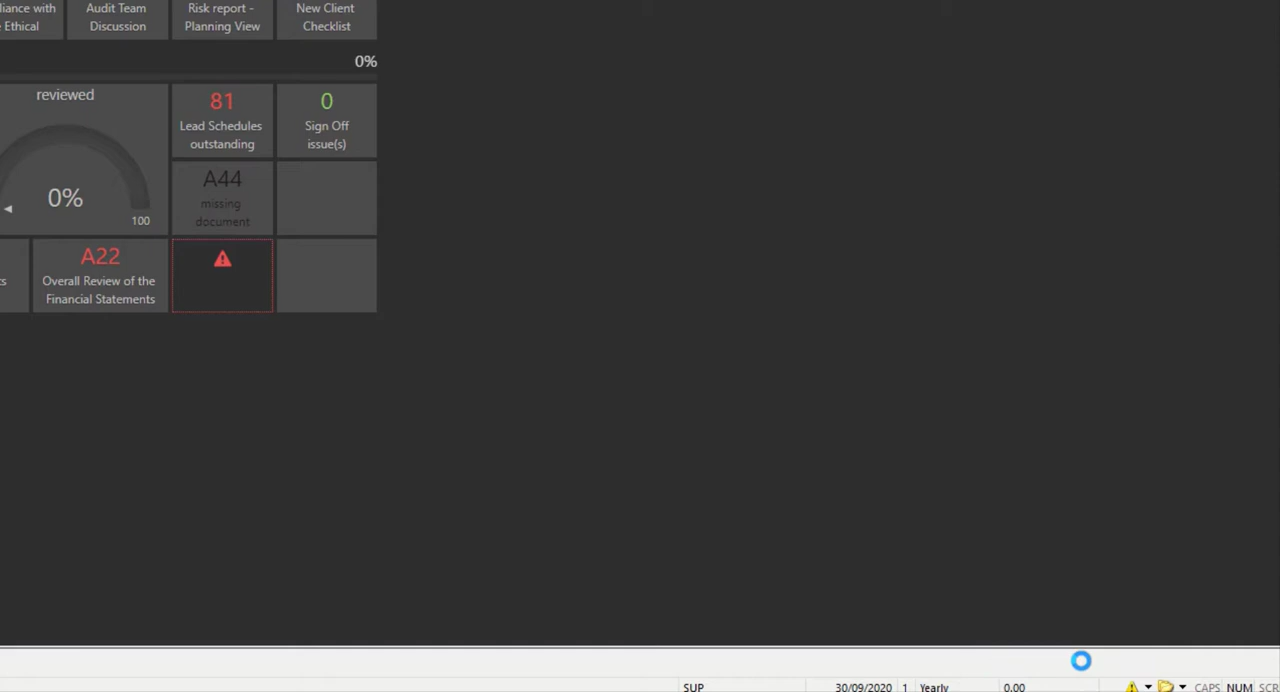 liance with
Ethical
Audit Team
Discussion
Risk report -
Planning View
New Client
Checklist
0%
reviewed
0%
100
81
Lead Schedules
outstanding
0
Sign Off
issue(s)
A44
missing
document
A22
Overall Review of the
Financial Statements
SUP
30/09/2020
1
Yearly
0.00
CAPS
NUM
SCR